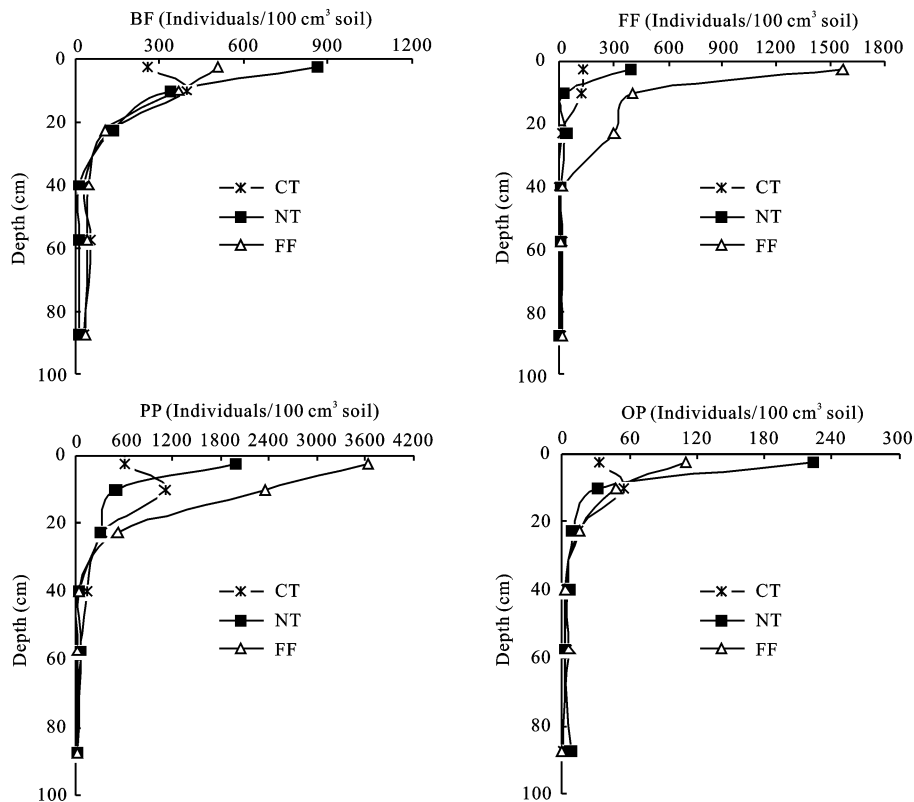 BF (Individuals/100 cm³ soil)
0 300 600 900 1200
0
20
40
60
80
100
Depth (cm)
CT
NT
FF
FF (Individuals/100 cm³ soil)
0 300 600 900 1200 1500 1800
0
20
40
60
80
100
Depth (cm)
CT
NT
FF
PP (Individuals/100 cm³ soil)
0 600 1200 1800 2400 3000 3600 4200
0
20
40
60
80
100
Depth (cm)
CT
NT
FF
OP (Individuals/100 cm³ soil)
0 60 120 180 240 300
0
20
40
60
80
100
Depth (cm)
CT
NT
FF